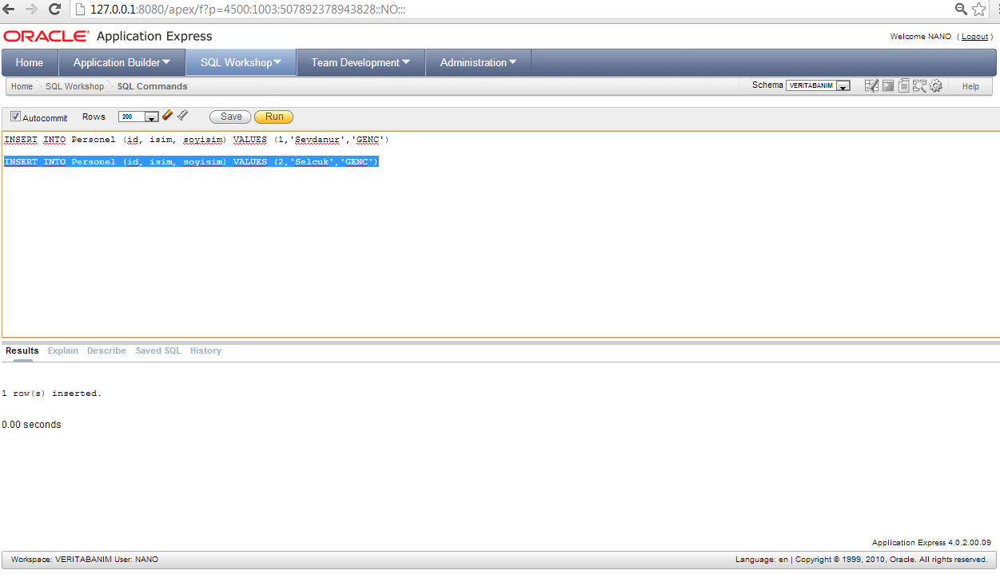 127.0.0.1:8080/apex/f?p=4500:1003:507892378943828::NO:::
ORACLE Application Express
Welcome NANO ( Logout )
Home Application Builder SQL Workshop Team Development Administration
Home SQL Workshop SQL Commands Schema VERITABANIM Help
Autocommit Rows 200 Save Run
INSERT INTO Personel (id, isim, soyisim) VALUES (1,'Sevdanur','GENC')
INSERT INTO Personel (id, isim, soyisim) VALUES (2,'Selcuk','GENC')
Results Explain Describe Saved SQL History
1 row(s) inserted.
0.00 seconds
Application Express 4.0.2.00.09
Workspace: VERITABANIM User: NANO Language: en | Copyright © 1999, 2010, Oracle. All rights reserved.